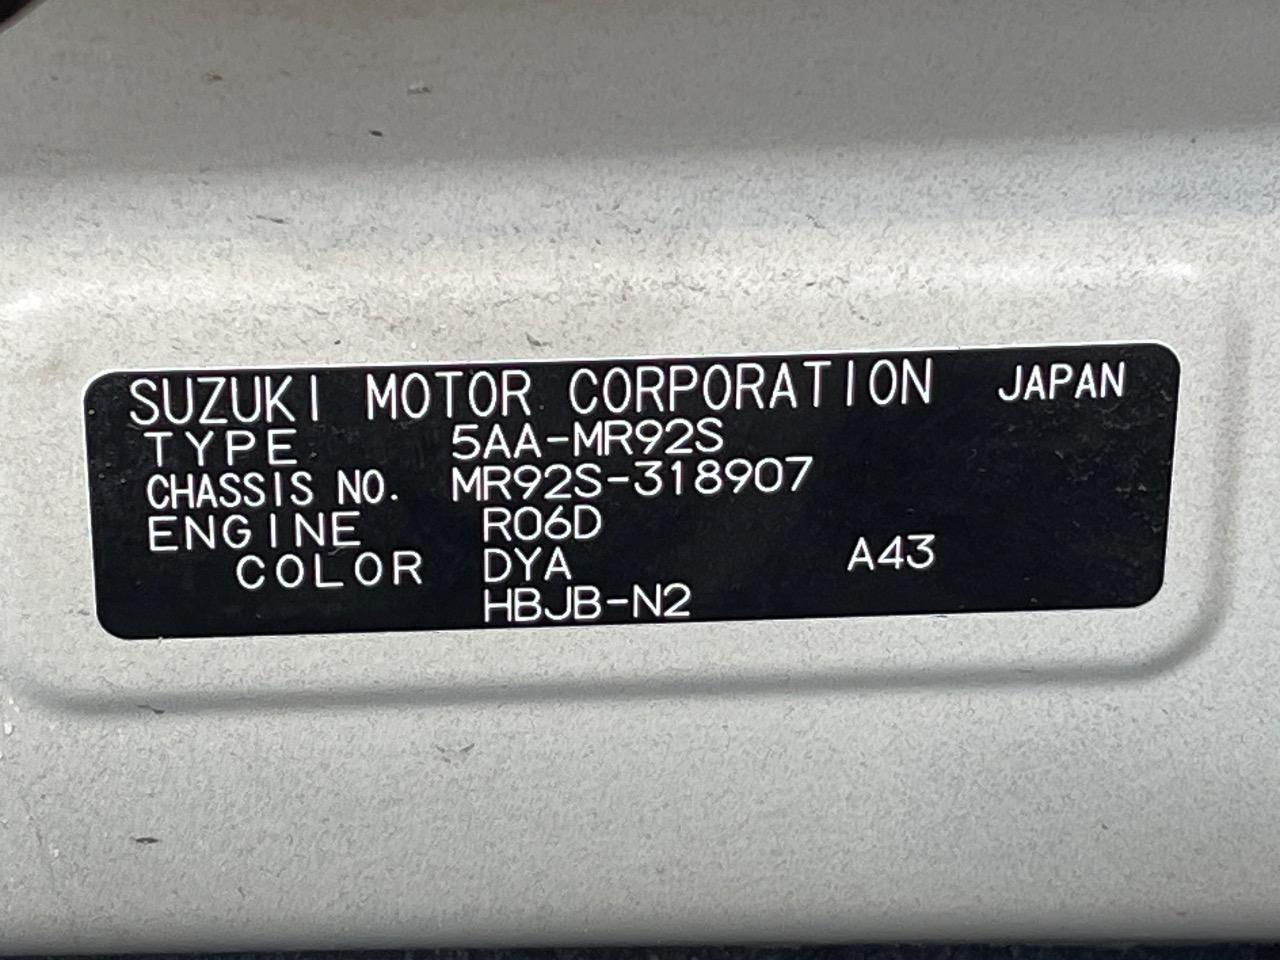 SUZUKI MOTOR CORPORATION JAPAN
TYPE 5AA-MR92S
CHASSIS NO. MR92S-318907
ENGINE R06D
COLOR DYA A43
HBJB-N2